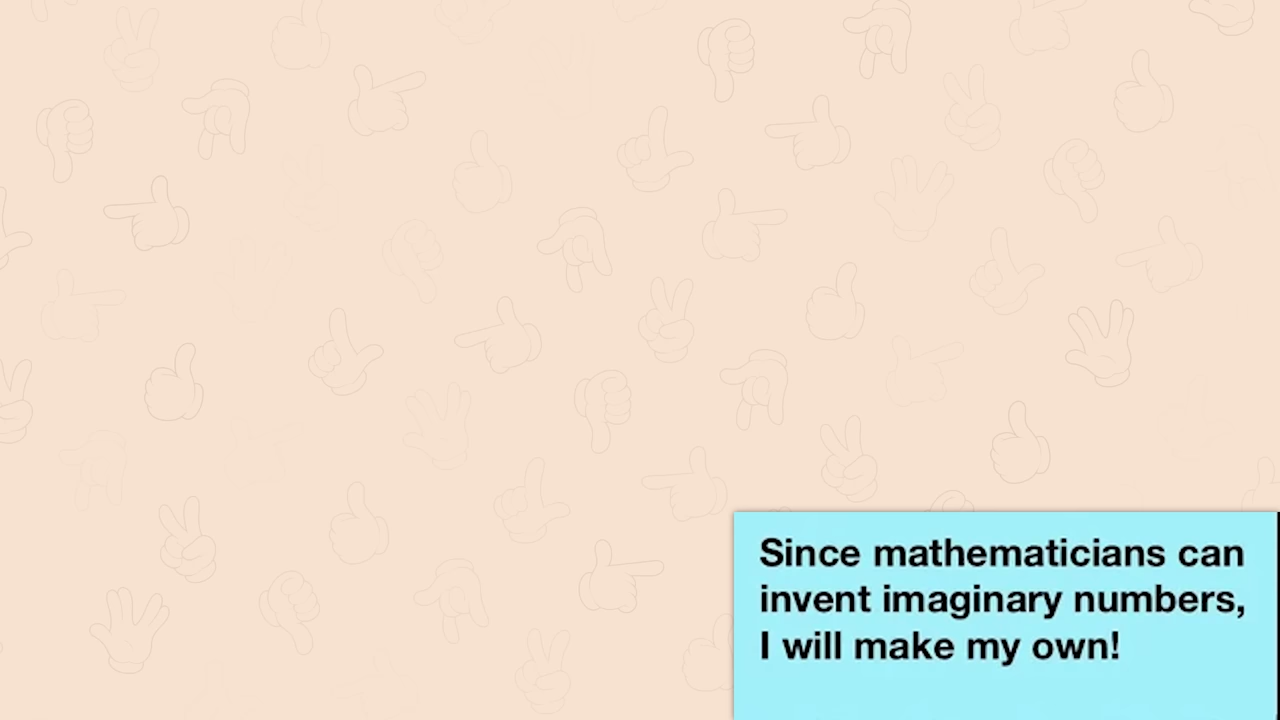 Since mathematicians can
invent imaginary numbers,
I will make my own!